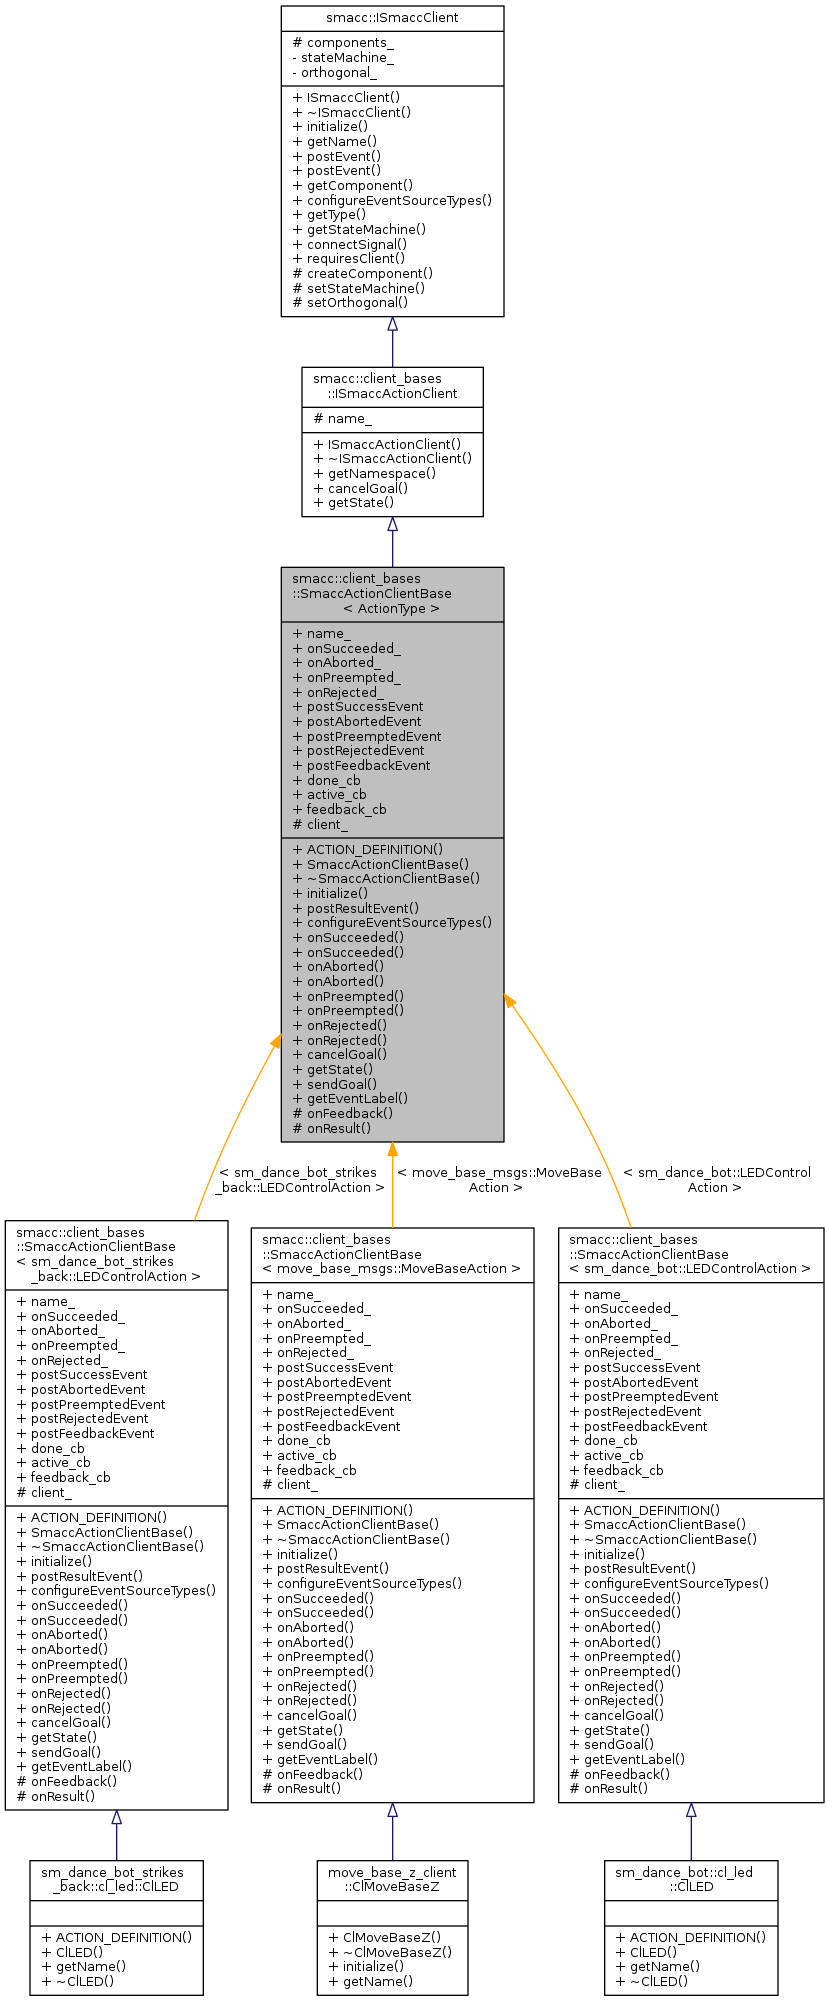 smacc::ISmaccClient
# components_
- stateMachine_
- orthogonal_
+ ISmaccClient()
+ ~ISmaccClient()
+ initialize()
+ getName()
+ postEvent()
+ postEvent()
+ getComponent()
+ configureEventSourceTypes()
+ getType()
+ getStateMachine()
+ connectSignal()
+ requiresClient()
# createComponent()
# setStateMachine()
# setOrthogonal()
smacc::client_bases
::ISmaccActionClient
# name_
+ ISmaccActionClient()
+ ~ISmaccActionClient()
+ getNamespace()
+ cancelGoal()
+ getState()
smacc::client_bases
::SmaccActionClientBase
< ActionType >
+ name_
+ onSucceeded_
+ onAborted_
+ onPreempted_
+ onRejected_
+ postSuccessEvent
+ postAbortedEvent
+ postPreemptedEvent
+ postRejectedEvent
+ postFeedbackEvent
+ done_cb
+ active_cb
+ feedback_cb
# client_
+ ACTION_DEFINITION()
+ SmaccActionClientBase()
+ ~SmaccActionClientBase()
+ initialize()
+ postResultEvent()
+ configureEventSourceTypes()
+ onSucceeded()
+ onSucceeded()
+ onAborted()
+ onAborted()
+ onPreempted()
+ onPreempted()
+ onRejected()
+ onRejected()
+ cancelGoal()
+ getState()
+ sendGoal()
+ getEventLabel()
# onFeedback()
# onResult()
< sm_dance_bot_strikes
_back::LEDControlAction >
< move_base_msgs::MoveBase
Action >
< sm_dance_bot::LEDControl
Action >
smacc::client_bases
::SmaccActionClientBase
< sm_dance_bot_strikes
_back::LEDControlAction >
+ name_
+ onSucceeded_
+ onAborted_
+ onPreempted_
+ onRejected_
+ postSuccessEvent
+ postAbortedEvent
+ postPreemptedEvent
+ postRejectedEvent
+ postFeedbackEvent
+ done_cb
+ active_cb
+ feedback_cb
# client_
+ ACTION_DEFINITION()
+ SmaccActionClientBase()
+ ~SmaccActionClientBase()
+ initialize()
+ postResultEvent()
+ configureEventSourceTypes()
+ onSucceeded()
+ onSucceeded()
+ onAborted()
+ onAborted()
+ onPreempted()
+ onPreempted()
+ onRejected()
+ onRejected()
+ cancelGoal()
+ getState()
+ sendGoal()
+ getEventLabel()
# onFeedback()
# onResult()
smacc::client_bases
::SmaccActionClientBase
< move_base_msgs::MoveBaseAction >
+ name_
+ onSucceeded_
+ onAborted_
+ onPreempted_
+ onRejected_
+ postSuccessEvent
+ postAbortedEvent
+ postPreemptedEvent
+ postRejectedEvent
+ postFeedbackEvent
+ done_cb
+ active_cb
+ feedback_cb
# client_
+ ACTION_DEFINITION()
+ SmaccActionClientBase()
+ ~SmaccActionClientBase()
+ initialize()
+ postResultEvent()
+ configureEventSourceTypes()
+ onSucceeded()
+ onSucceeded()
+ onAborted()
+ onAborted()
+ onPreempted()
+ onPreempted()
+ onRejected()
+ onRejected()
+ cancelGoal()
+ getState()
+ sendGoal()
+ getEventLabel()
# onFeedback()
# onResult()
smacc::client_bases
::SmaccActionClientBase
< sm_dance_bot::LEDControlAction >
+ name_
+ onSucceeded_
+ onAborted_
+ onPreempted_
+ onRejected_
+ postSuccessEvent
+ postAbortedEvent
+ postPreemptedEvent
+ postRejectedEvent
+ postFeedbackEvent
+ done_cb
+ active_cb
+ feedback_cb
# client_
+ ACTION_DEFINITION()
+ SmaccActionClientBase()
+ ~SmaccActionClientBase()
+ initialize()
+ postResultEvent()
+ configureEventSourceTypes()
+ onSucceeded()
+ onSucceeded()
+ onAborted()
+ onAborted()
+ onPreempted()
+ onPreempted()
+ onRejected()
+ onRejected()
+ cancelGoal()
+ getState()
+ sendGoal()
+ getEventLabel()
# onFeedback()
# onResult()
sm_dance_bot_strikes
_back::cl_led::ClLED
+ ACTION_DEFINITION()
+ ClLED()
+ getName()
+ ~ClLED()
move_base_z_client
::ClMoveBaseZ
+ ClMoveBaseZ()
+ ~ClMoveBaseZ()
+ initialize()
+ getName()
sm_dance_bot::cl_led
::ClLED
+ ACTION_DEFINITION()
+ ClLED()
+ getName()
+ ~ClLED()